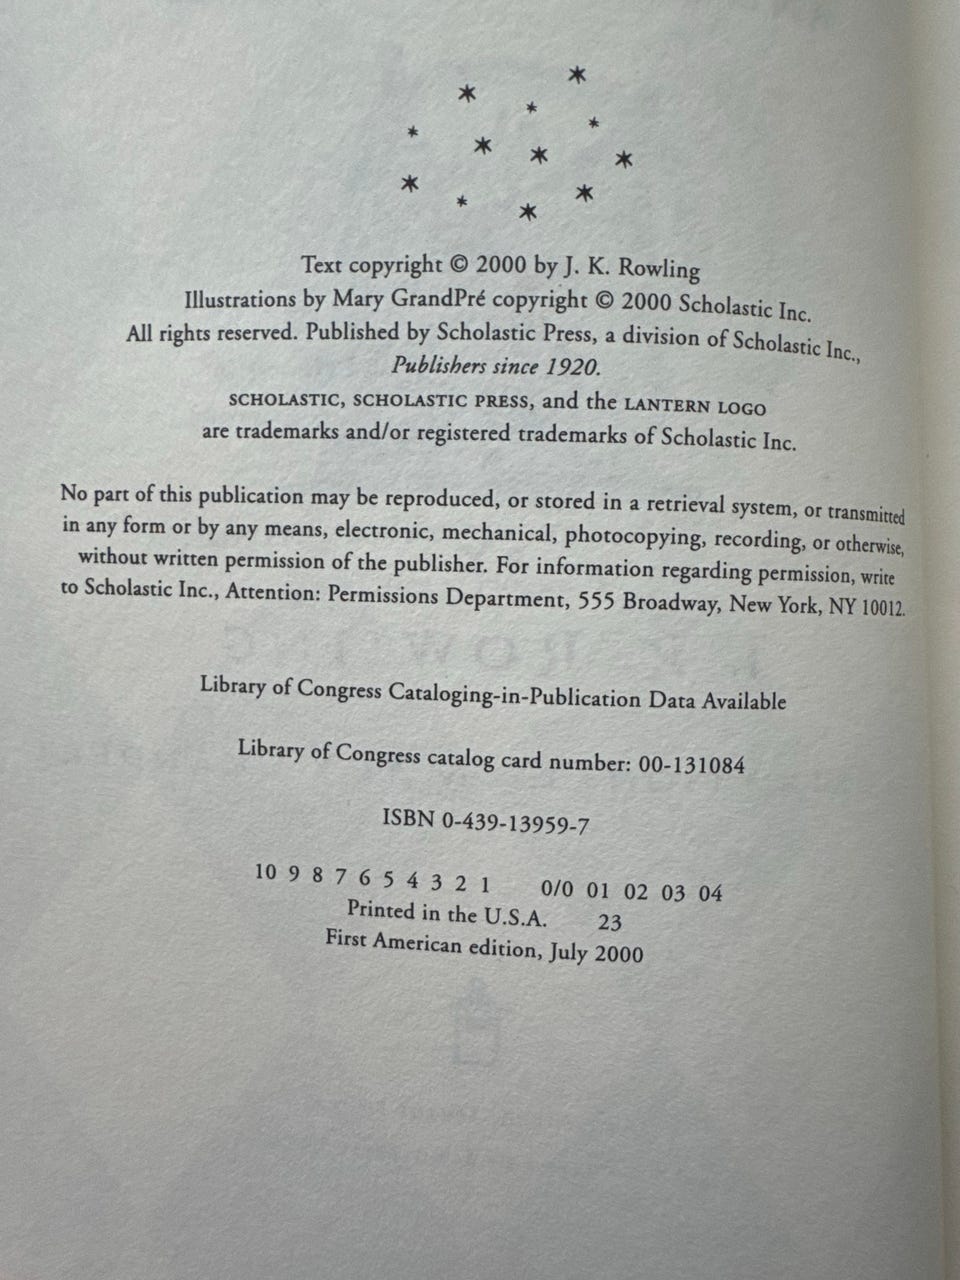 Text copyright © 2000 by J. K. Rowling
Illustrations by Mary GrandPré copyright © 2000 Scholastic Inc.
All rights reserved. Published by Scholastic Press, a division of Scholastic Inc.,
Publishers since 1920.
SCHOLASTIC, SCHOLASTIC PRESS, and the LANTERN LOGO
are trademarks and/or registered trademarks of Scholastic Inc.
No part of this publication may be reproduced, or stored in a retrieval system, or transmitted
in any form or by any means, electronic, mechanical, photocopying, recording, or otherwise,
without written permission of the publisher. For information regarding permission, write
to Scholastic Inc., Attention: Permissions Department, 555 Broadway, New York, NY 10012.
Library of Congress Cataloging-in-Publication Data Available
Library of Congress catalog card number: 00-131084
ISBN 0-439-13959-7
10 9 8 7 6 5 4 3 2 1 0/0 01 02 03 04
Printed in the U.S.A. 23
First American edition, July 2000